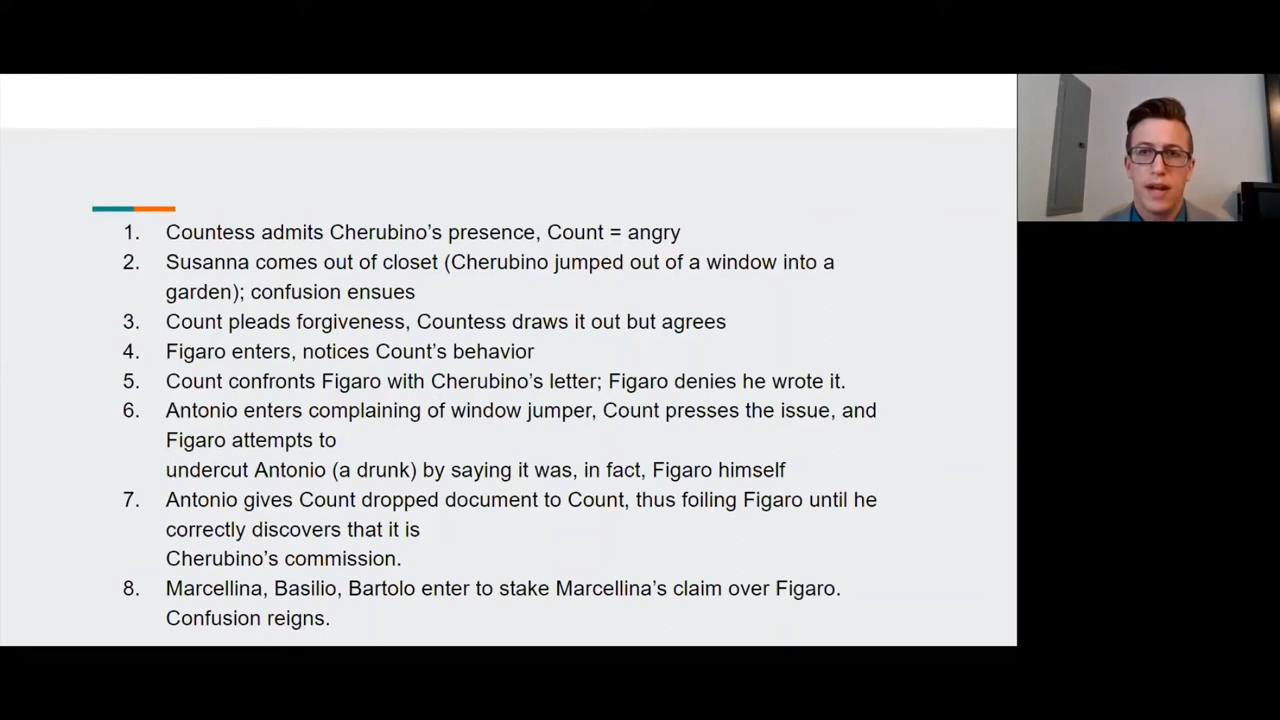 1. Countess admits Cherubino's presence, Count = angry
2. Susanna comes out of closet (Cherubino jumped out of a window into a
garden); confusion ensues
3. Count pleads forgiveness, Countess draws it out but agrees
4. Figaro enters, notices Count's behavior
5. Count confronts Figaro with Cherubino's letter; Figaro denies he wrote it.
6. Antonio enters complaining of window jumper, Count presses the issue, and
Figaro attempts to
undercut Antonio (a drunk) by saying it was, in fact, Figaro himself
7. Antonio gives Count dropped document to Count, thus foiling Figaro until he
correctly discovers that it is
Cherubino's commission.
8. Marcellina, Basilio, Bartolo enter to stake Marcellina's claim over Figaro.
Confusion reigns.